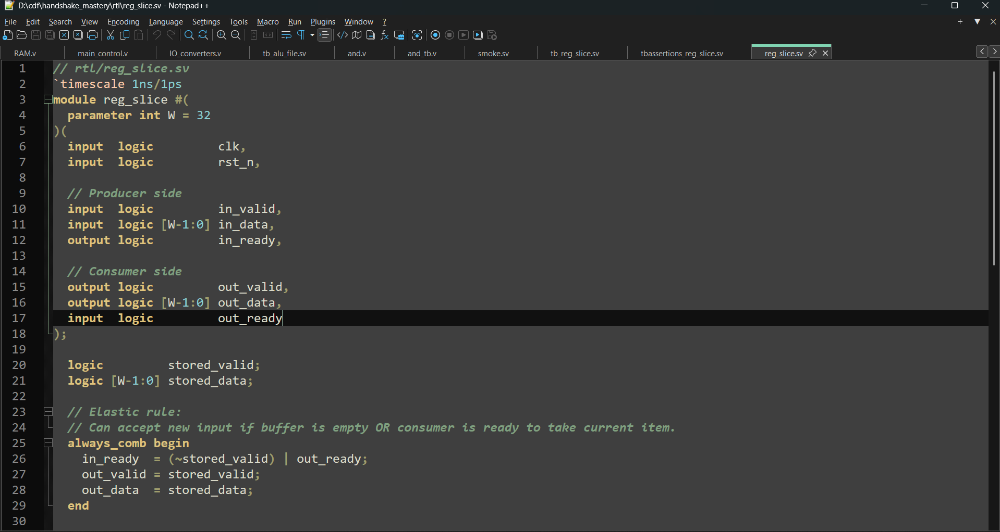 D:\cdf\handshake_mastery\rtl\reg_slice.sv - Notepad++
File Edit Search View Encoding Language Settings Tools Macro Run Plugins Window ?
RAM.v main_control.v IO_converters.v tb_alu_file.sv and.v and_tb.v smoke.sv tb_reg_slice.sv tbassertions_reg_slice.sv reg_slice.sv
1 // rtl/reg_slice.sv
2 `timescale 1ns/1ps
3 module reg_slice #(
4   parameter int W = 32
5 )(
6   input  logic         clk,
7   input  logic         rst_n,
8
9   // Producer side
10   input  logic         in_valid,
11   input  logic [W-1:0] in_data,
12   output logic         in_ready,
13
14   // Consumer side
15   output logic         out_valid,
16   output logic [W-1:0] out_data,
17   input  logic         out_ready
18 );
19
20   logic         stored_valid;
21   logic [W-1:0] stored_data;
22
23   // Elastic rule:
24   // Can accept new input if buffer is empty OR consumer is ready to take current item.
25   always_comb begin
26     in_ready  = (~stored_valid) | out_ready;
27     out_valid = stored_valid;
28     out_data  = stored_data;
29   end
30